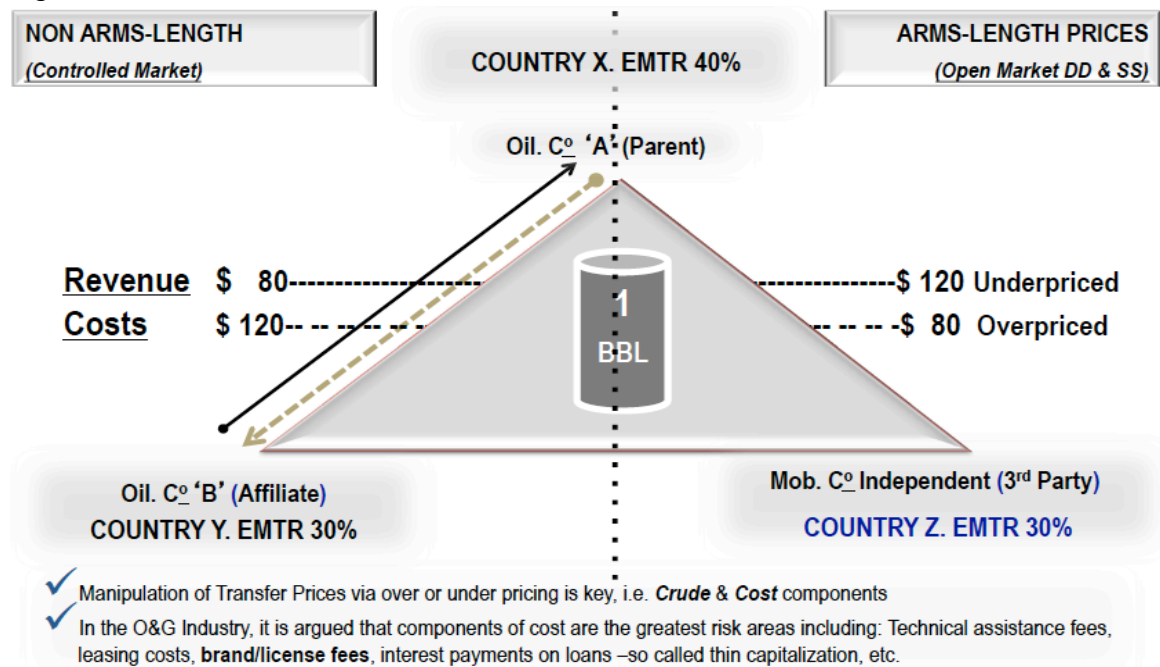 NON ARMS-LENGTH
(Controlled Market)
COUNTRY X. EMTR 40%
ARMS-LENGTH PRICES
(Open Market DD & SS)
Oil. Cº 'A' (Parent)
Revenue $ 80
$ 120 Underpriced
Costs $ 120
$ 80 Overpriced
1
BBL
Oil. Cº 'B' (Affiliate)
COUNTRY Y. EMTR 30%
Mob. Cº Independent (3rd Party)
COUNTRY Z. EMTR 30%
Manipulation of Transfer Prices via over or under pricing is key, i.e. Crude & Cost components
In the O&G Industry, it is argued that components of cost are the greatest risk areas including: Technical assistance fees,
leasing costs, brand/license fees, interest payments on loans –so called thin capitalization, etc.